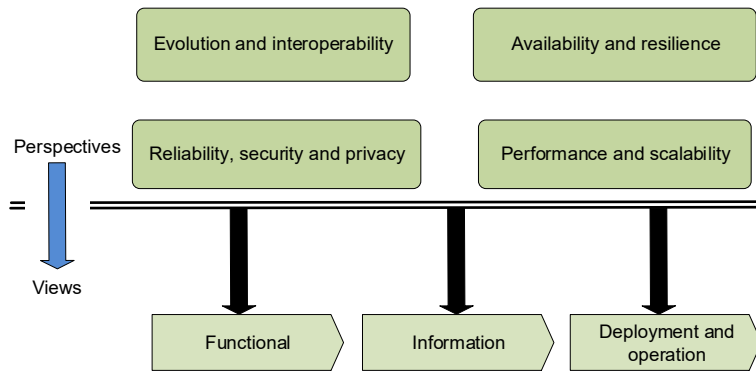 Evolution and interoperability
Availability and resilience
Perspectives
Reliability, security and privacy
Performance and scalability
Views
Functional
Information
Deployment and
operation